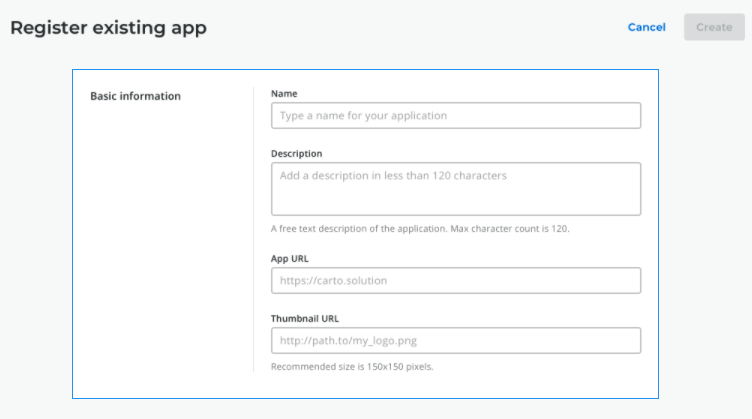 Register existing app
Cancel
Create
Basic information
Name
Type a name for your application
Description
Add a description in less than 120 characters
A free text description of the application. Max character count is 120.
App URL
https://carto.solution
Thumbnail URL
http://path.to/my_logo.png
Recommended size is 150x150 pixels.